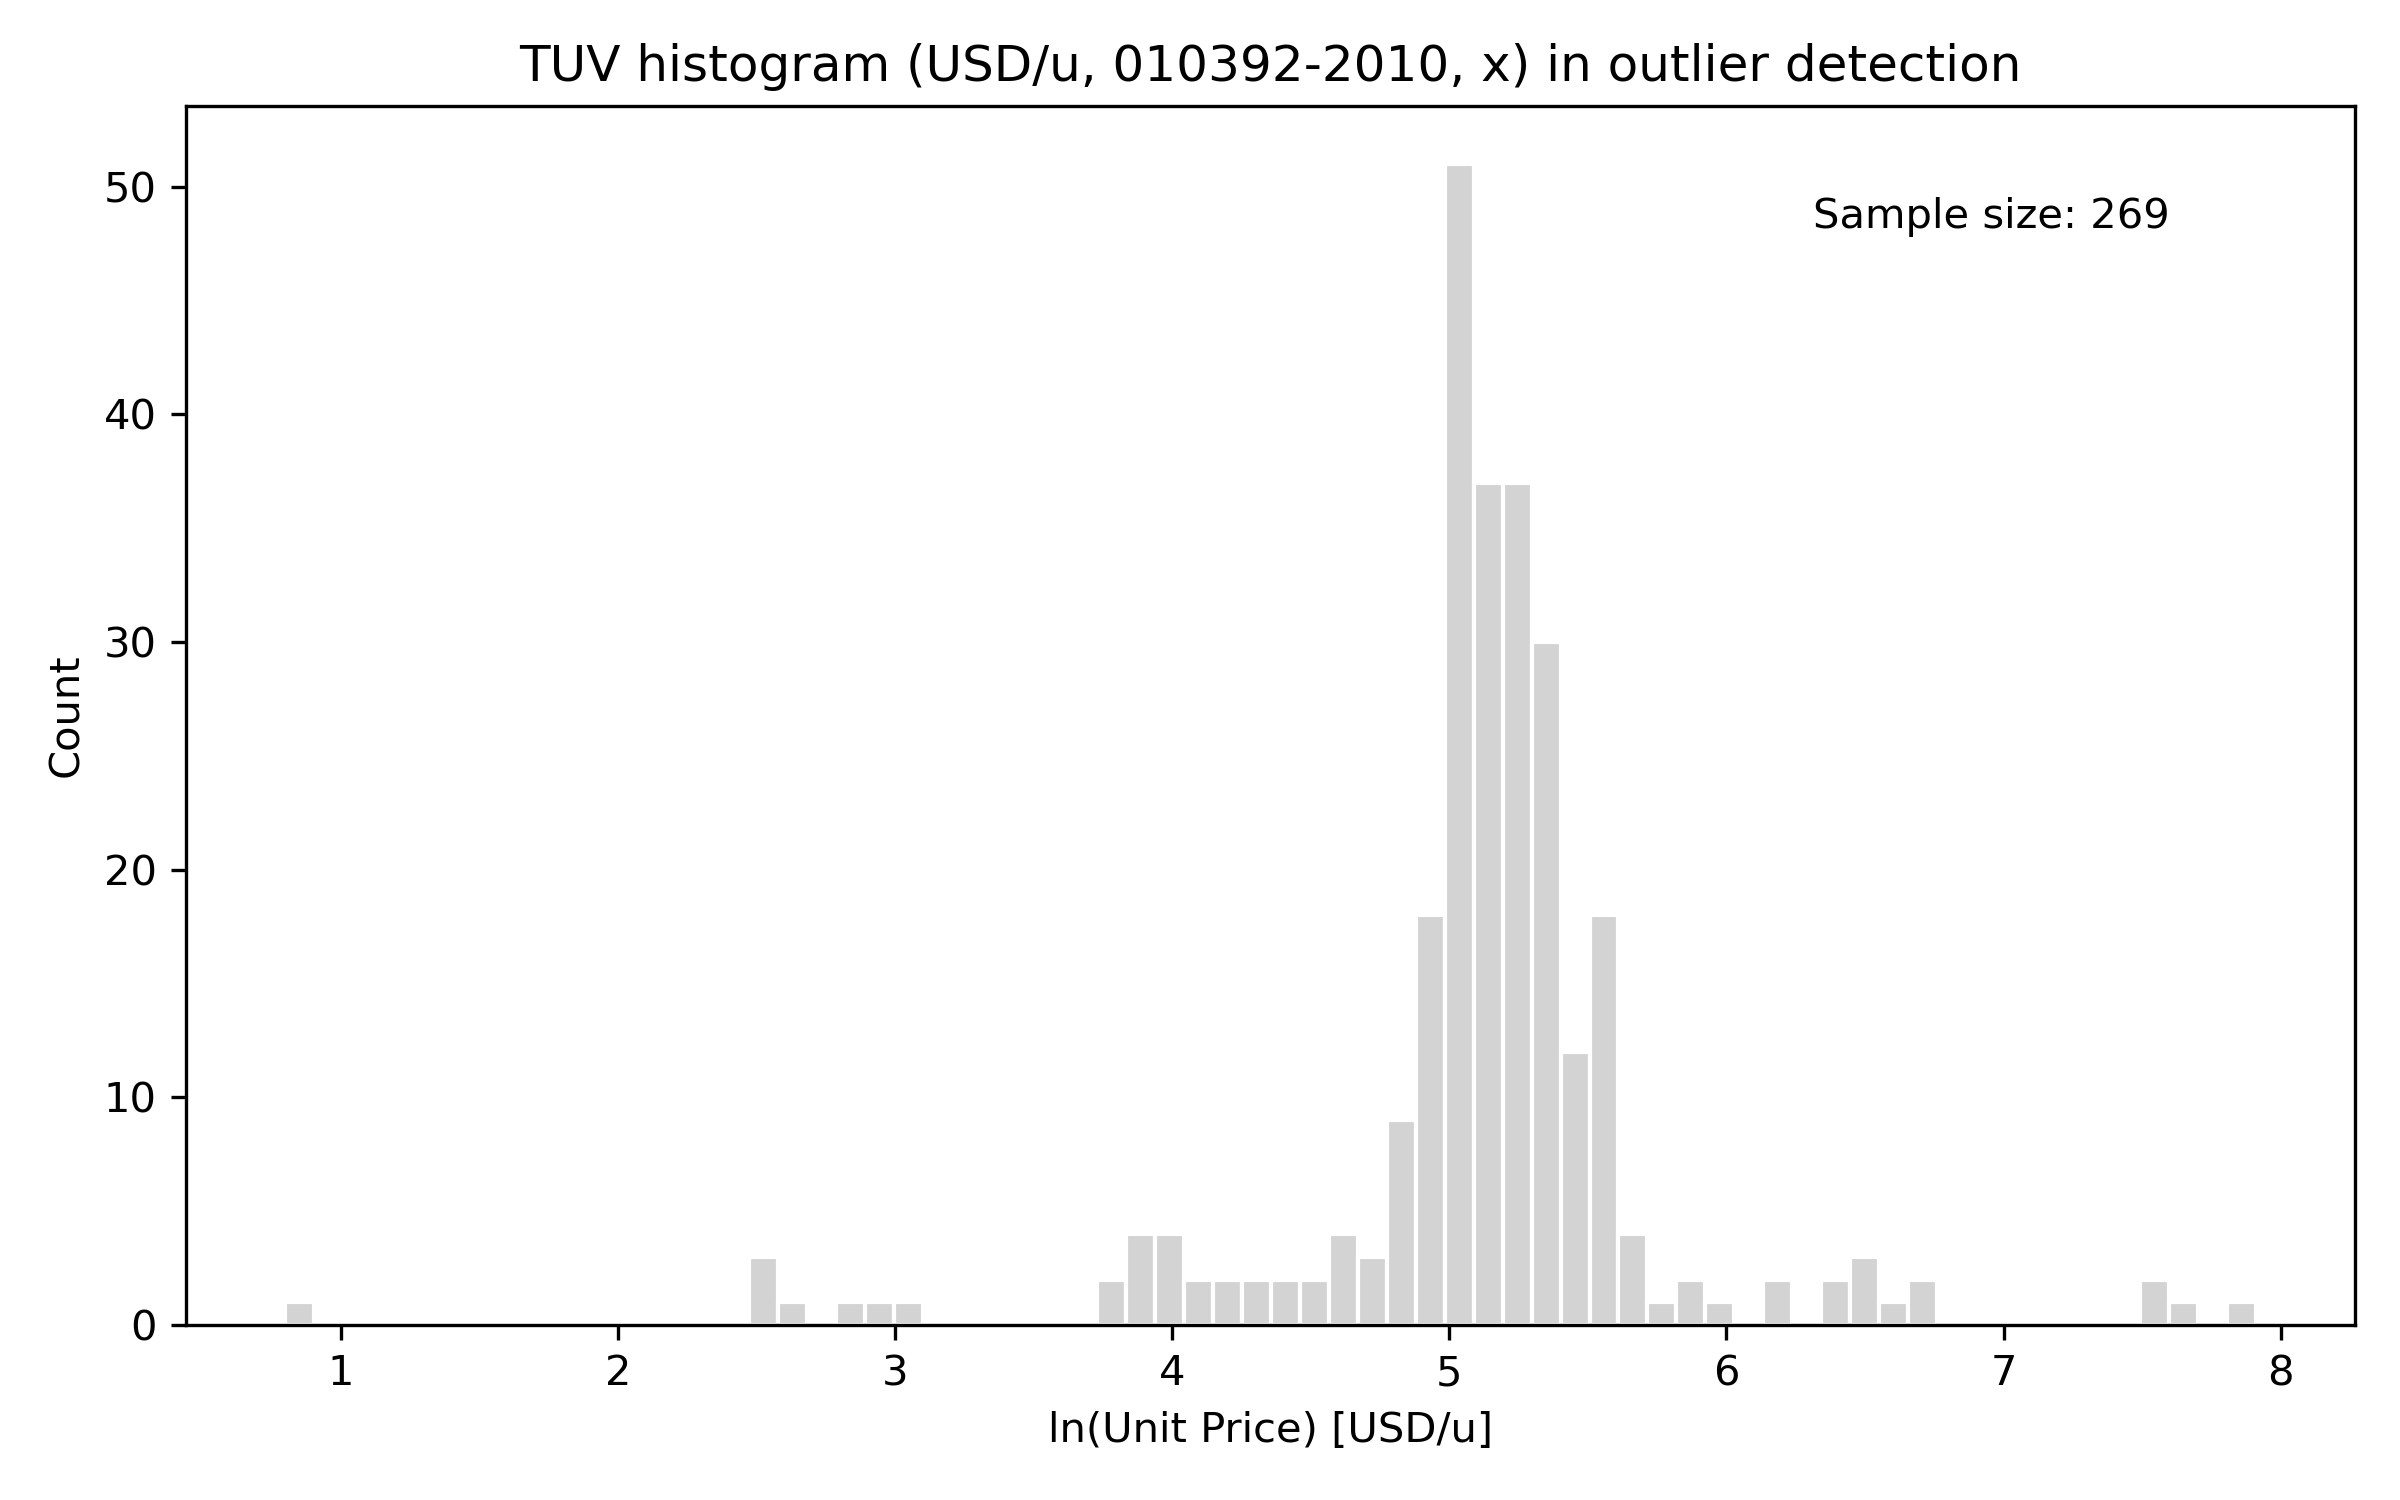 TUV histogram (USD/u, 010392-2010, x) in outlier detection
Sample size: 269
50
40
30
20
10
0
Count
1 2 3 4 5 6 7 8
ln(Unit Price) [USD/u]